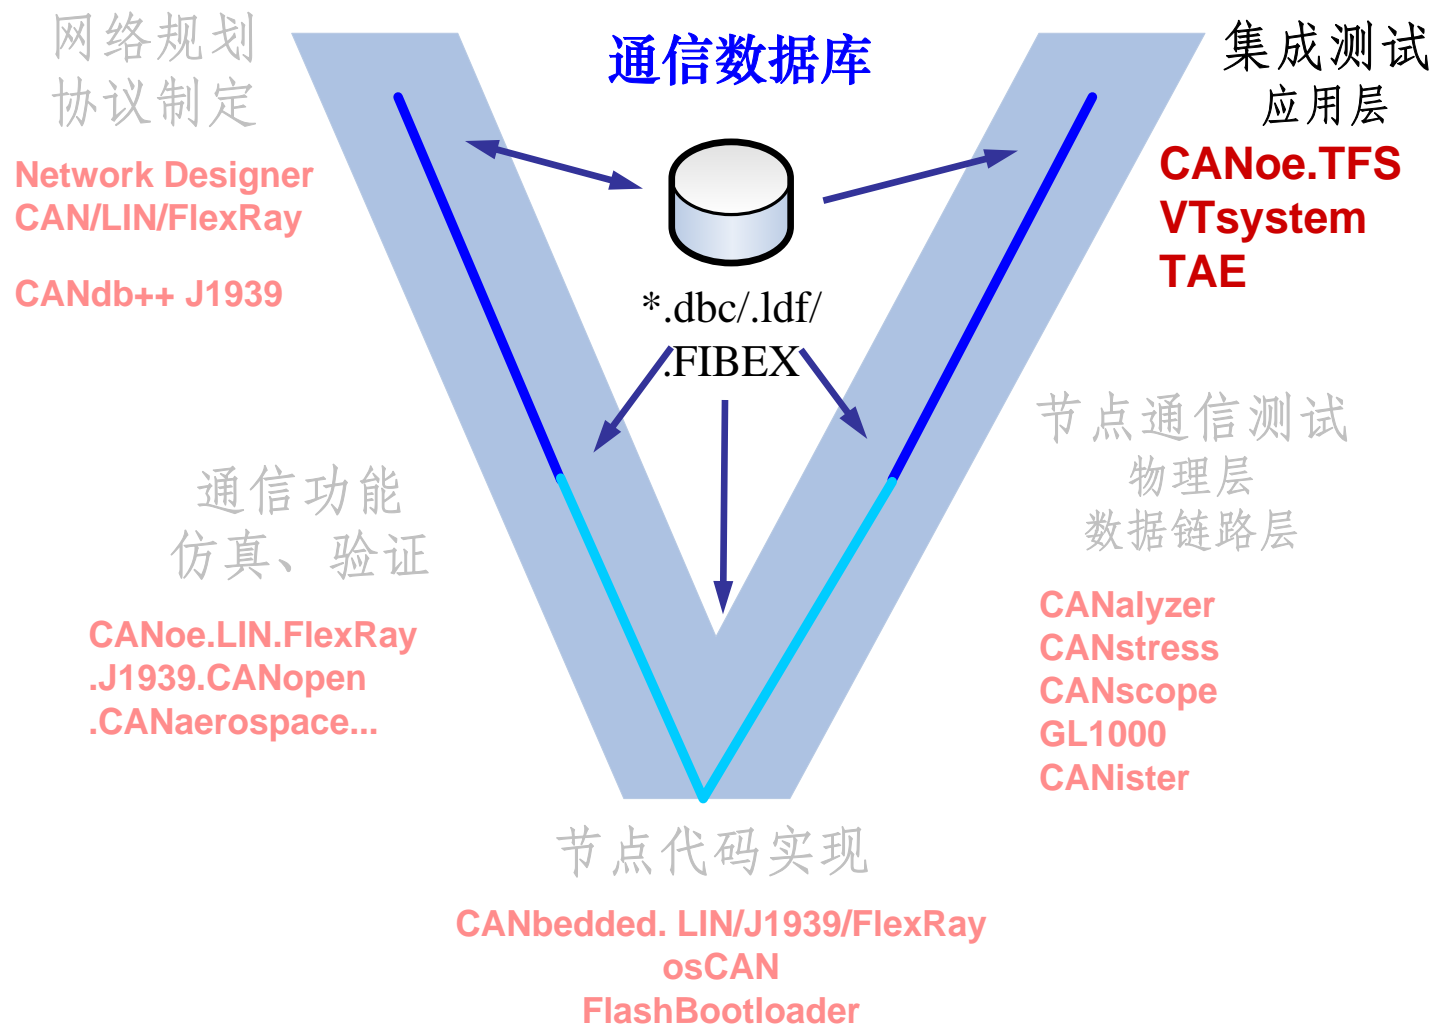 网络规划
协议制定
Network Designer
CAN/LIN/FlexRay
CANdb++ J1939
通信数据库
*.dbc/.ldf/
.FIBEX
集成测试
应用层
CANoe.TFS
VTsystem
TAE
通信功能
仿真、验证
CANoe.LIN.FlexRay
.J1939.CANopen
.CANaerospace...
节点通信测试
物理层
数据链路层
CANalyzer
CANstress
CANscope
GL1000
CANister
节点代码实现
CANbedded. LIN/J1939/FlexRay
osCAN
FlashBootloader